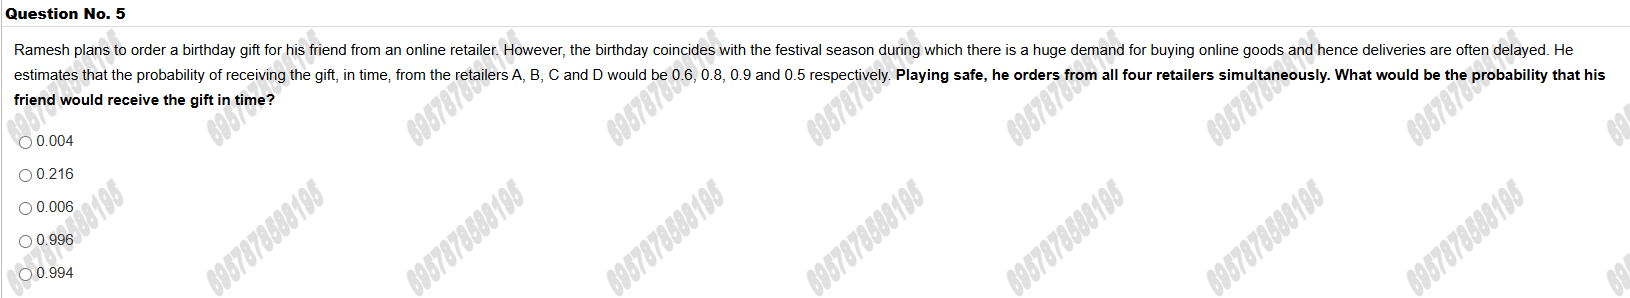 Question No. 5
Ramesh plans to order a birthday gift for his friend from an online retailer. However, the birthday coincides with the festival season during which there is a huge demand for buying online goods and hence deliveries are often delayed. He
estimates that the probability of receiving the gift, in time, from the retailers A, B, C and D would be 0.6, 0.8, 0.9 and 0.5 respectively. Playing safe, he orders from all four retailers simultaneously. What would be the probability that his
friend would receive the gift in time?
0.004
0.216
0.006
0.996
0.994